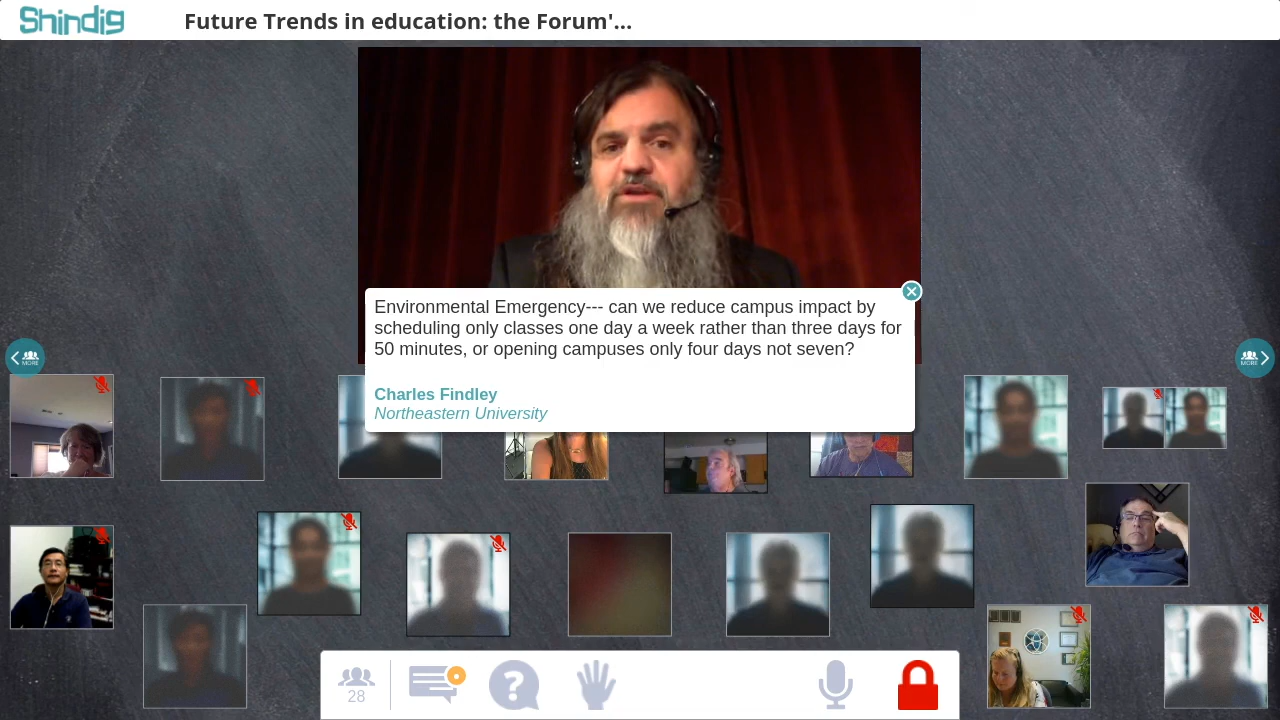 Shindig
Future Trends in education: the Forum'...
Environmental Emergency--- can we reduce campus impact by
scheduling only classes one day a week rather than three days for
50 minutes, or opening campuses only four days not seven?
Charles Findley
Northeastern University
MORE
MORE
28